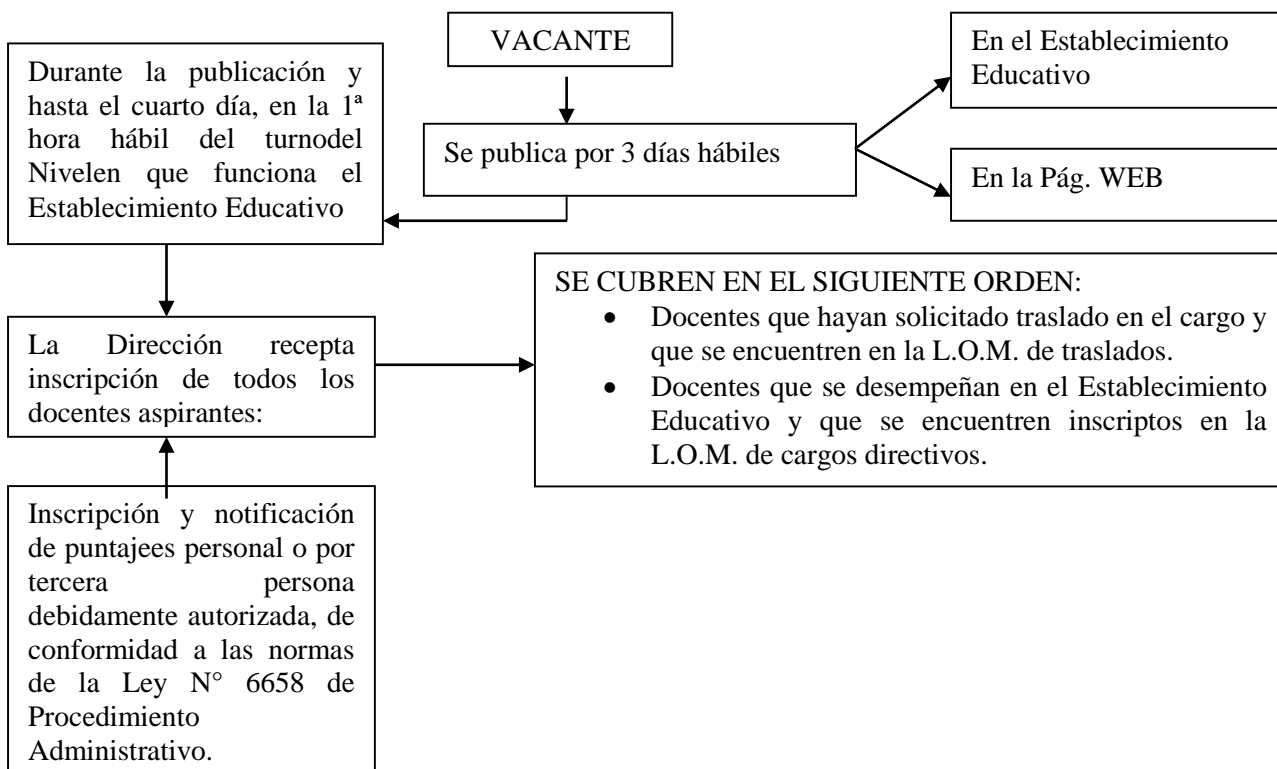 VACANTE
En el Establecimiento
Educativo
Durante la publicación y
hasta el cuarto día, en la 1ª
hora hábil del turnodel
Nivelen que funciona el
Establecimiento Educativo
Se publica por 3 días hábiles
En la Pág. WEB
SE CUBREN EN EL SIGUIENTE ORDEN:
• Docentes que hayan solicitado traslado en el cargo y
que se encuentren en la L.O.M. de traslados.
• Docentes que se desempeñan en el Establecimiento
Educativo y que se encuentren inscriptos en la
L.O.M. de cargos directivos.
La Dirección recepta
inscripción de todos los
docentes aspirantes:
Inscripción y notificación
de puntajees personal o por
tercera persona
debidamente autorizada, de
conformidad a las normas
de la Ley N° 6658 de
Procedimiento
Administrativo.